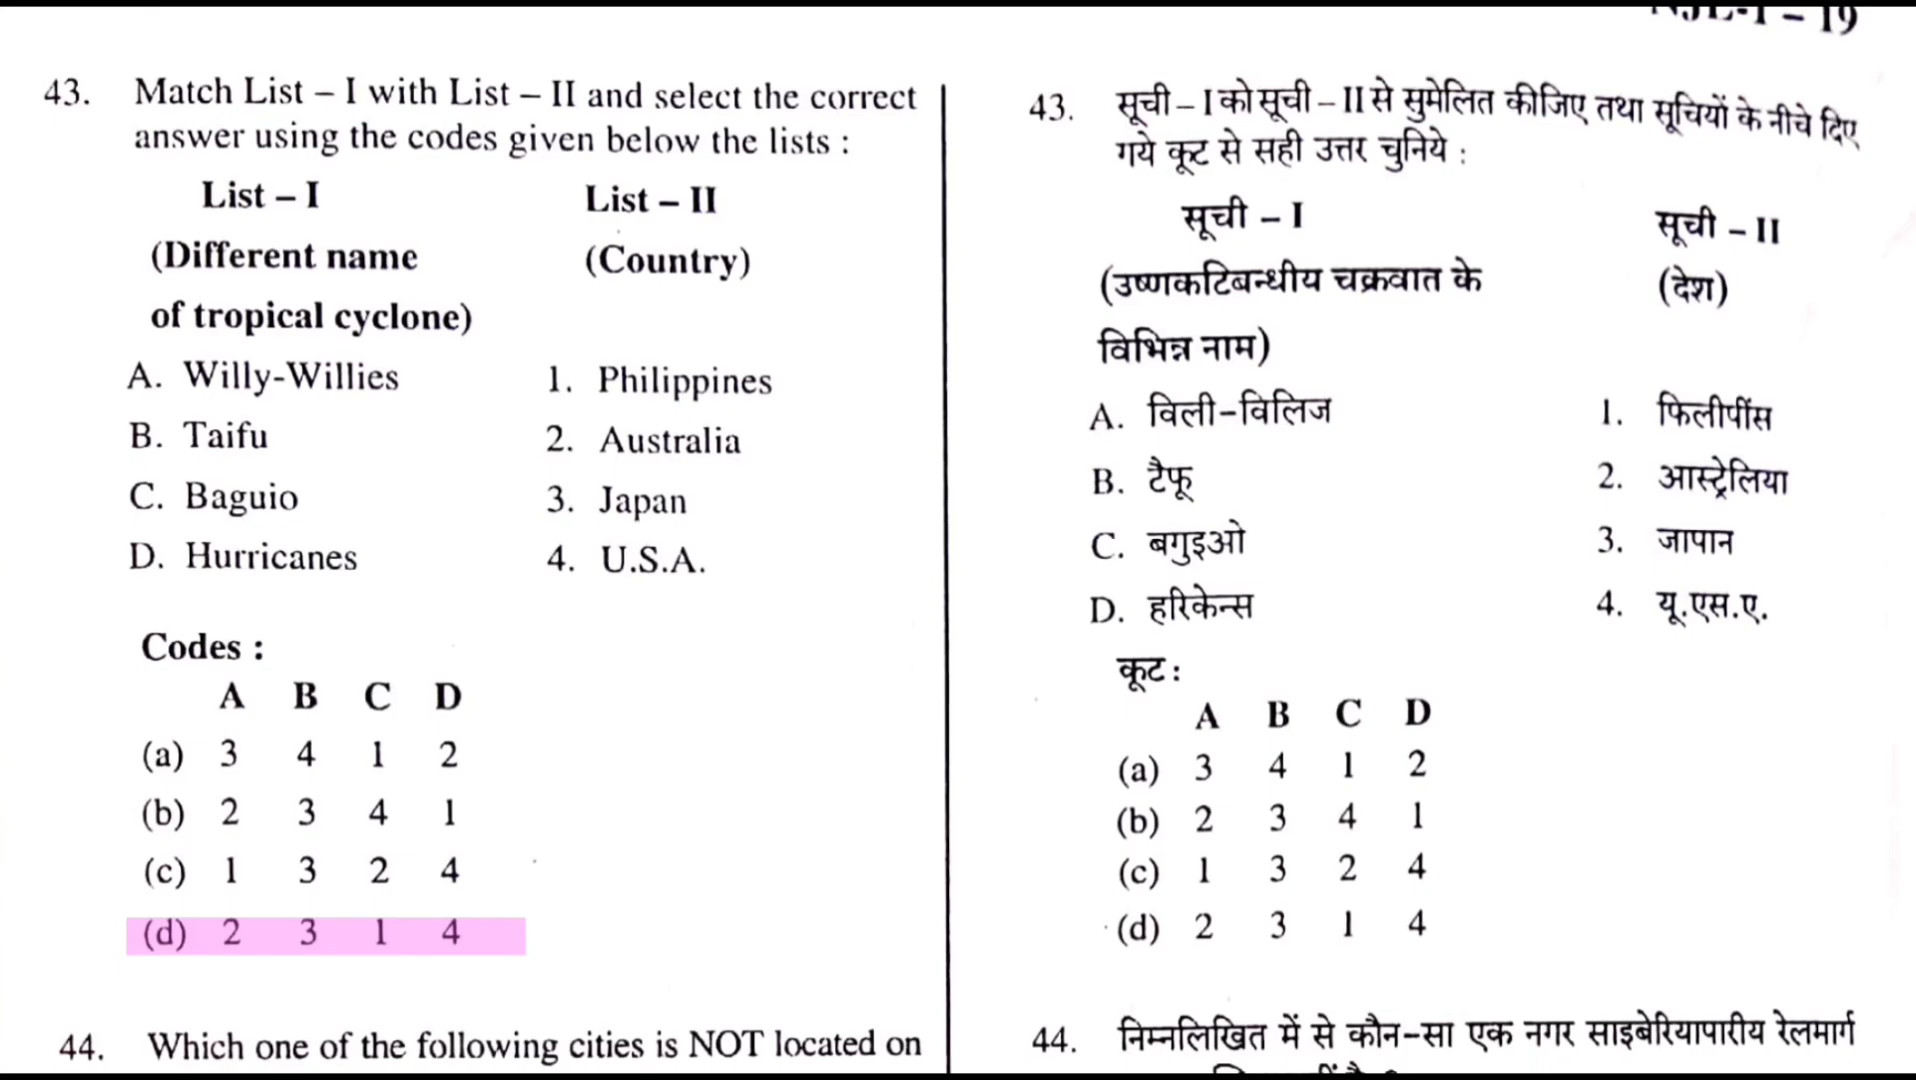 43. Match List – I with List – II and select the correct
answer using the codes given below the lists :
List – I List – II
(Different name (Country)
of tropical cyclone)
A. Willy-Willies 1. Philippines
B. Taifu 2. Australia
C. Baguio 3. Japan
D. Hurricanes 4. U.S.A.
Codes :
A B C D
(a) 3 4 1 2
(b) 2 3 4 1
(c) 1 3 2 4
(d) 2 3 1 4
44. Which one of the following cities is NOT located on
43. सूची – I को सूची – II से सुमेलित कीजिए तथा सूचियों के नीचे दिए
गये कूट से सही उत्तर चुनिये :
सूची – I सूची – II
(उष्णकटिबन्धीय चक्रवात के (देश)
विभिन्न नाम)
A. विली-विलिज 1. फिलीपींस
B. टैफू 2. आस्ट्रेलिया
C. बगुइओ 3. जापान
D. हरिकेन्स 4. यू.एस.ए.
कूट :
A B C D
(a) 3 4 1 2
(b) 2 3 4 1
(c) 1 3 2 4
(d) 2 3 1 4
44. निम्नलिखित में से कौन-सा एक नगर साइबेरियापारीय रेलमार्ग